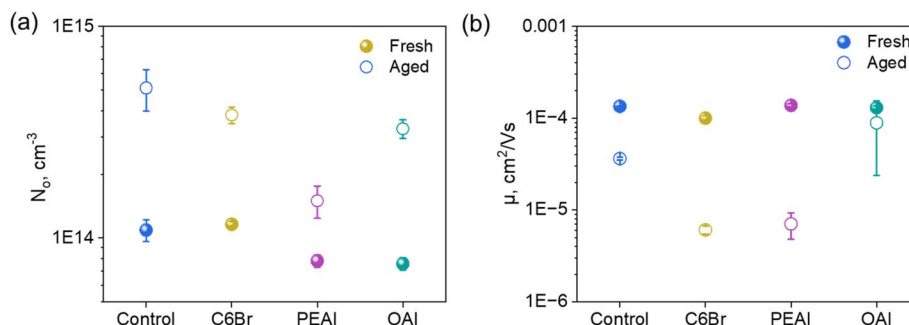 (a)
1E15
Fresh
Aged
N₀, cm⁻³
1E14
Control
C6Br
PEAI
OAI
(b)
0.001
Fresh
Aged
1E-4
µ, cm²/Vs
1E-5
1E-6
Control
C6Br
PEAI
OAI